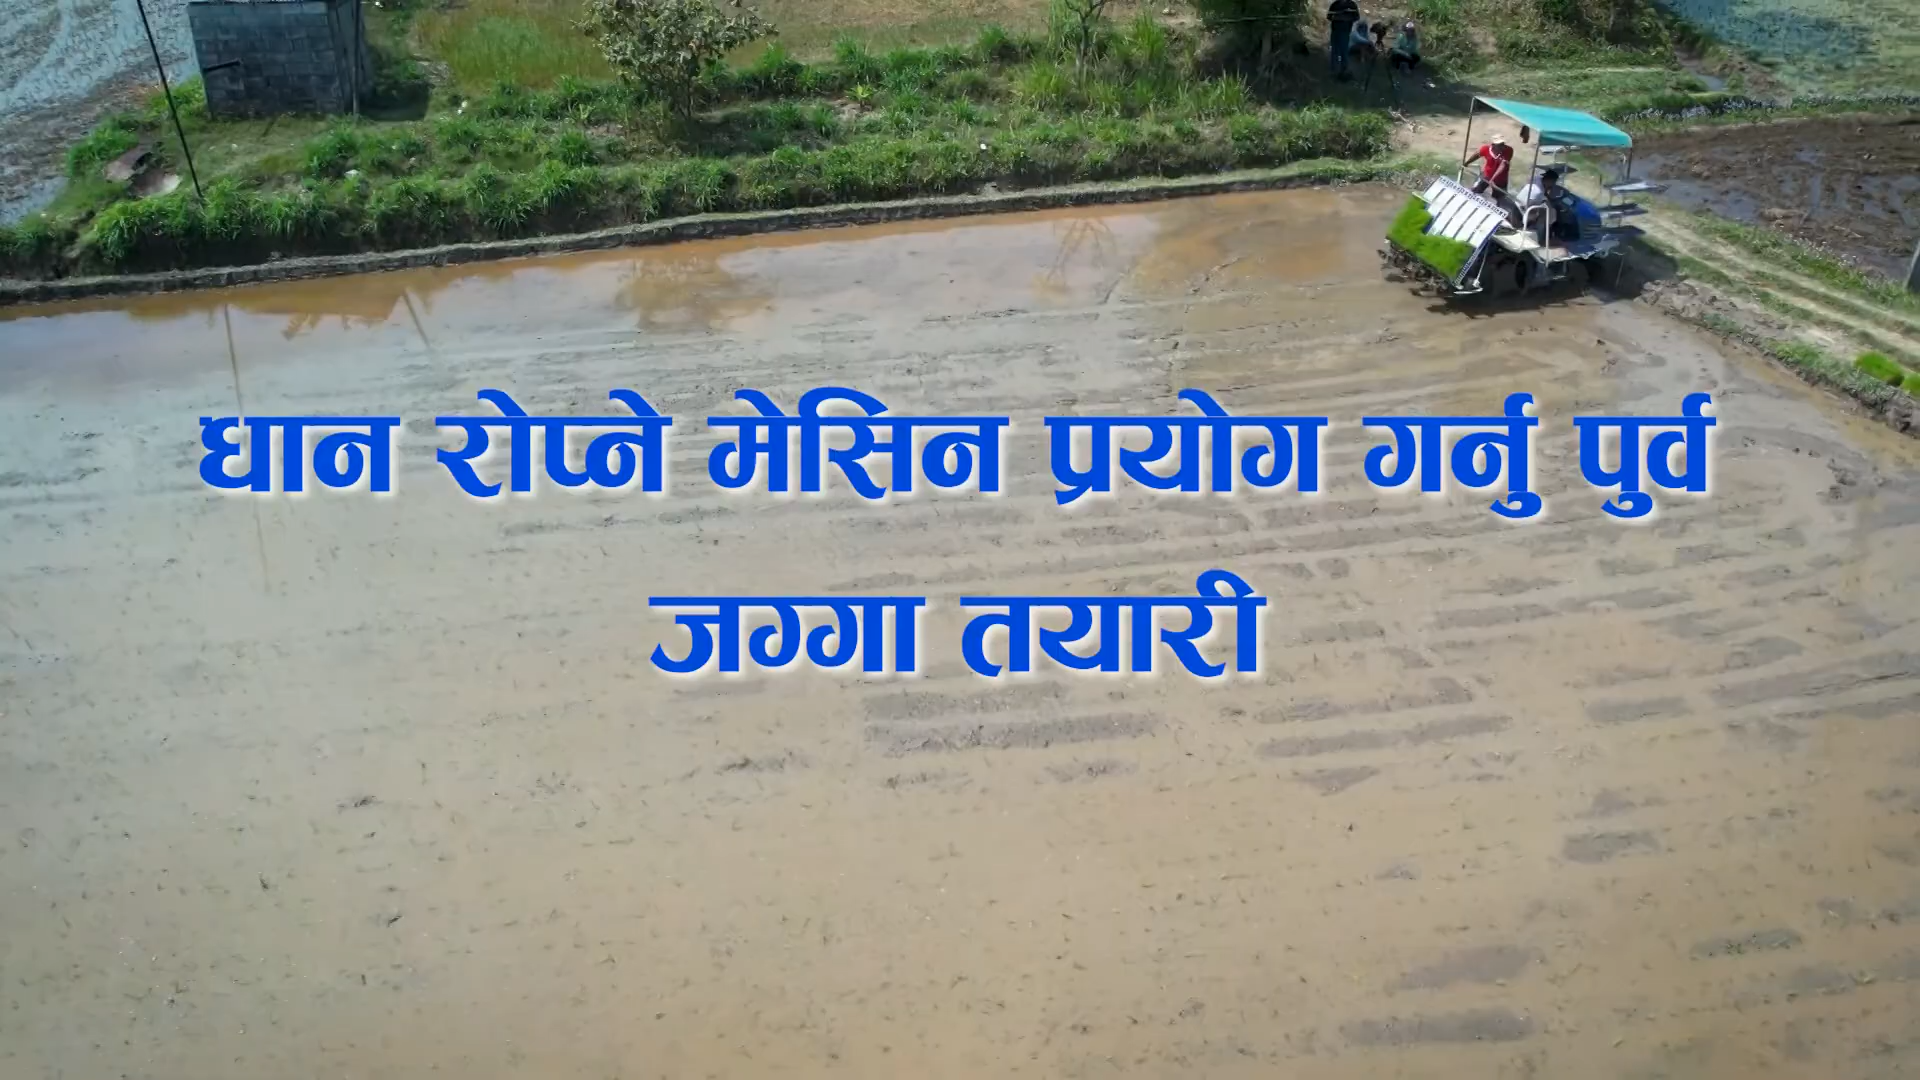 धान रोप्ने मेसिन प्रयोग गर्नु पुर्व
जग्गा तयारी